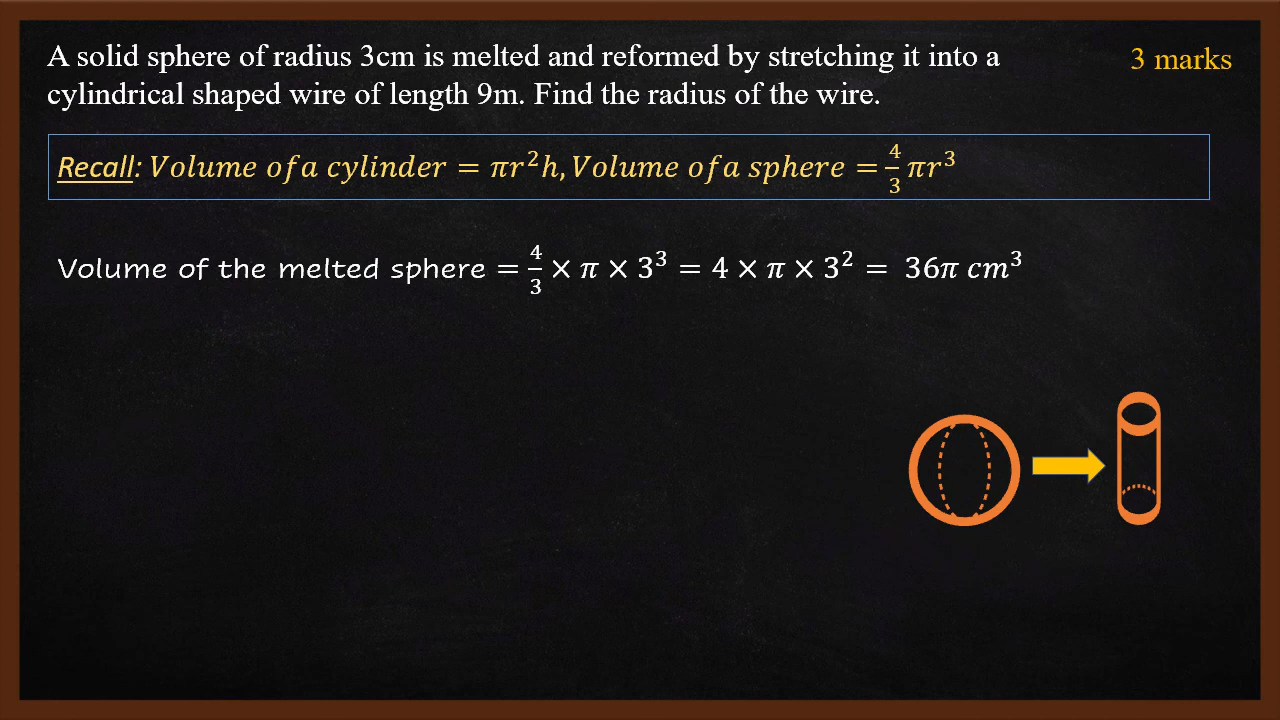 A solid sphere of radius 3cm is melted and reformed by stretching it into a
cylindrical shaped wire of length 9m. Find the radius of the wire.
3 marks
Recall: Volume of a cylinder = πr²h, Volume of a sphere = 4/3 πr³
Volume of the melted sphere = 4/3 × π × 3³ = 4 × π × 3² = 36π cm³